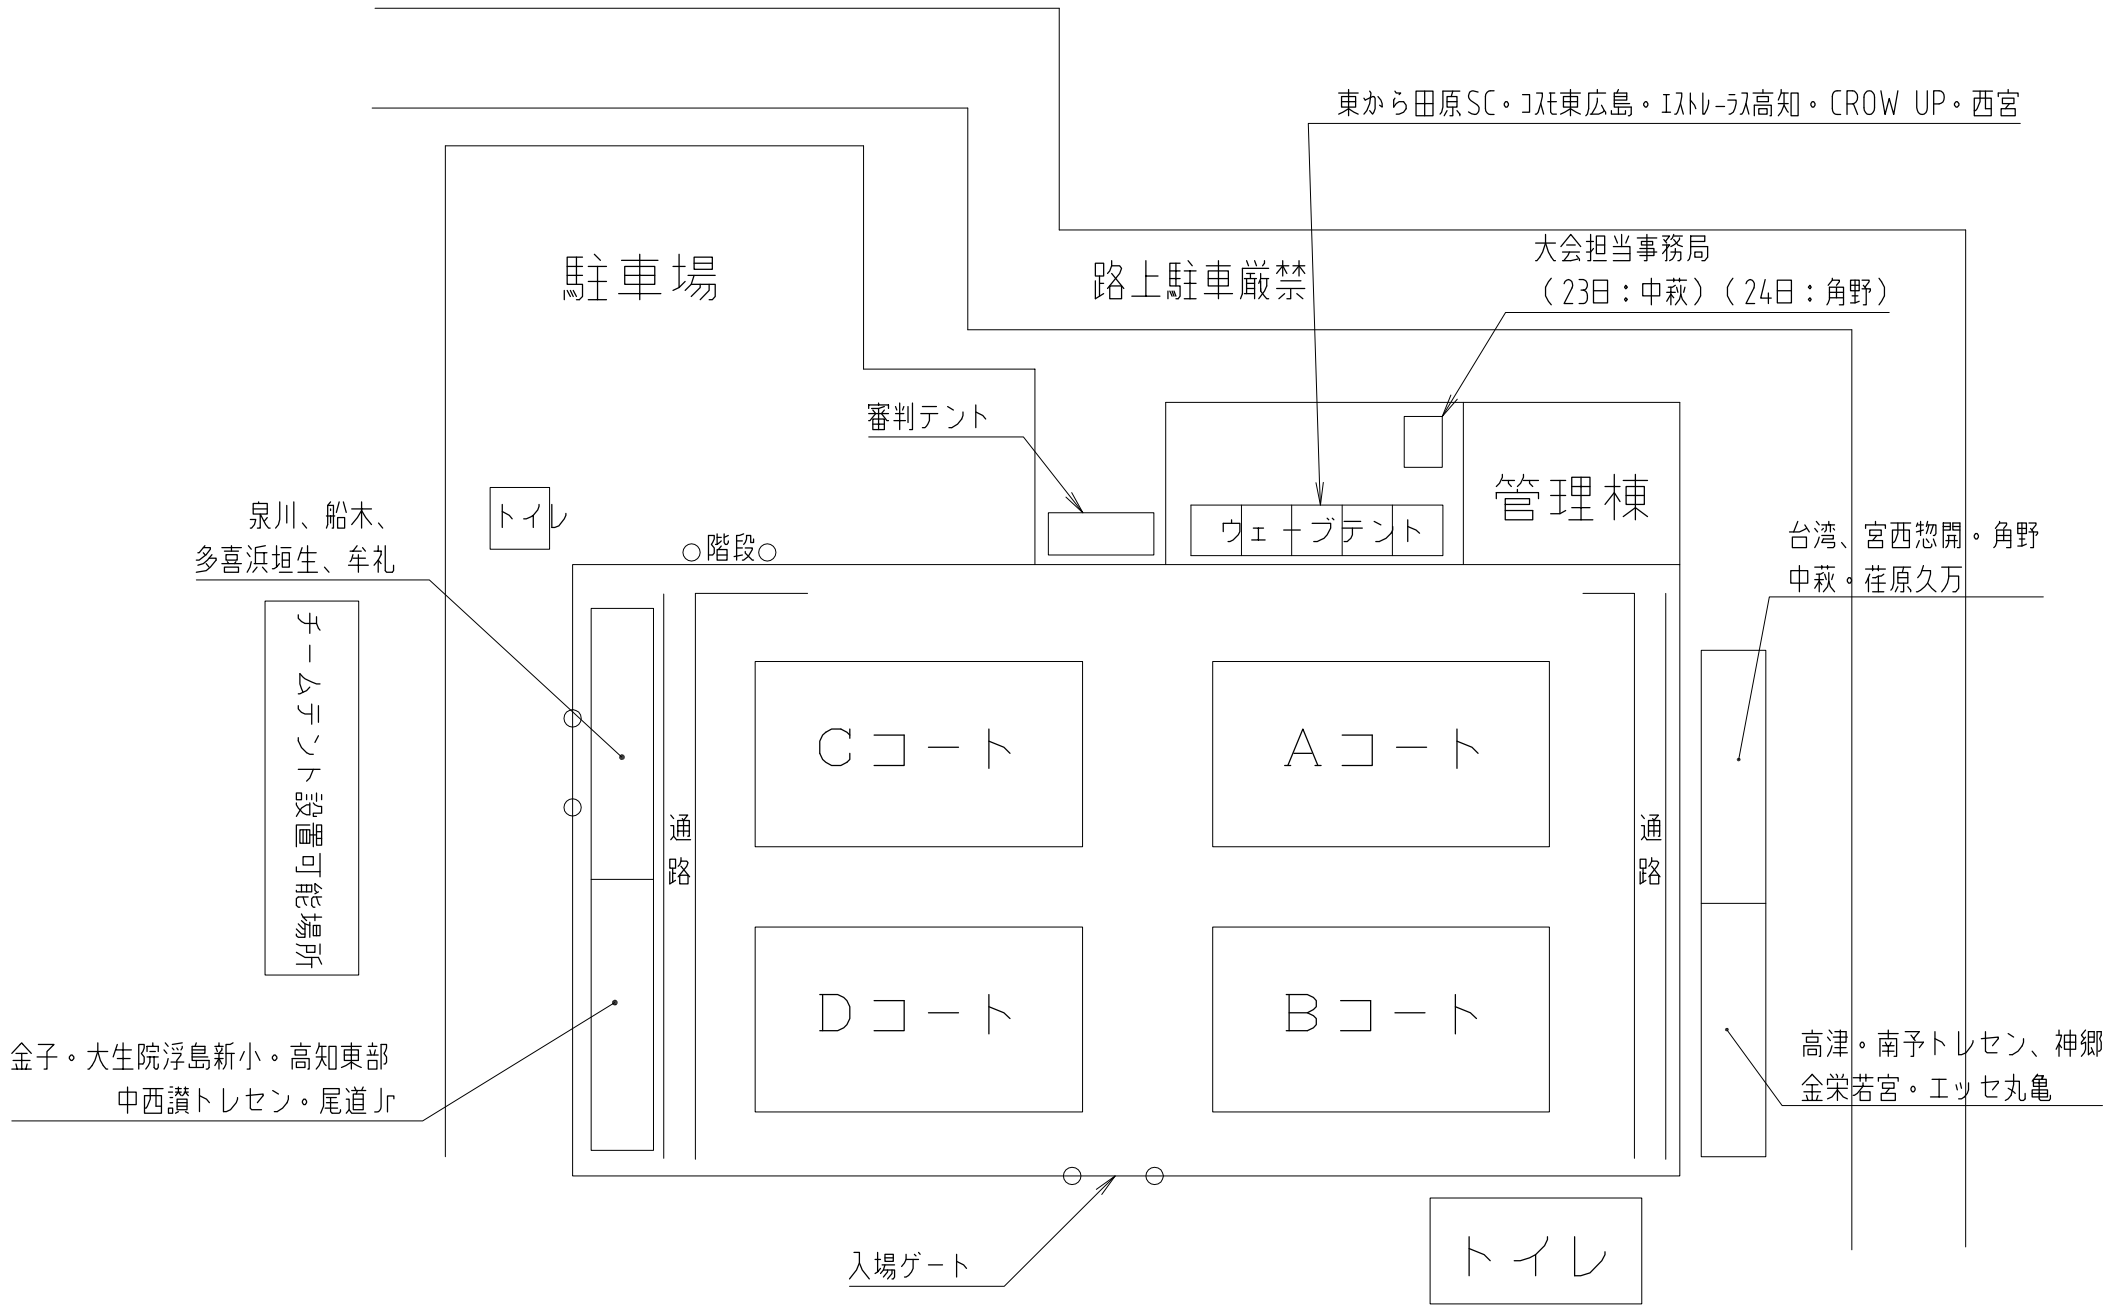 東から田原SC・ｺｽﾓ東広島・ｴｽﾄﾚｰﾗｽ高知・CROW UP・西宮
大会担当事務局
（23日：中萩）（24日：角野）
駐車場
路上駐車厳禁
審判テント
管理棟
トイレ
ウェーブテント
泉川、船木、
多喜浜垣生、牟礼
○階段○
台湾、宮西惣開・角野
中萩・荏原久万
チームテント設置可能場所
Cコート
Aコート
通路
通路
Dコート
Bコート
金子・大生院浮島新小・高知東部
中西讃トレセン・尾道Jr
高津・南予トレセン、神郷
金栄若宮・エッセ丸亀
入場ゲート
トイレ